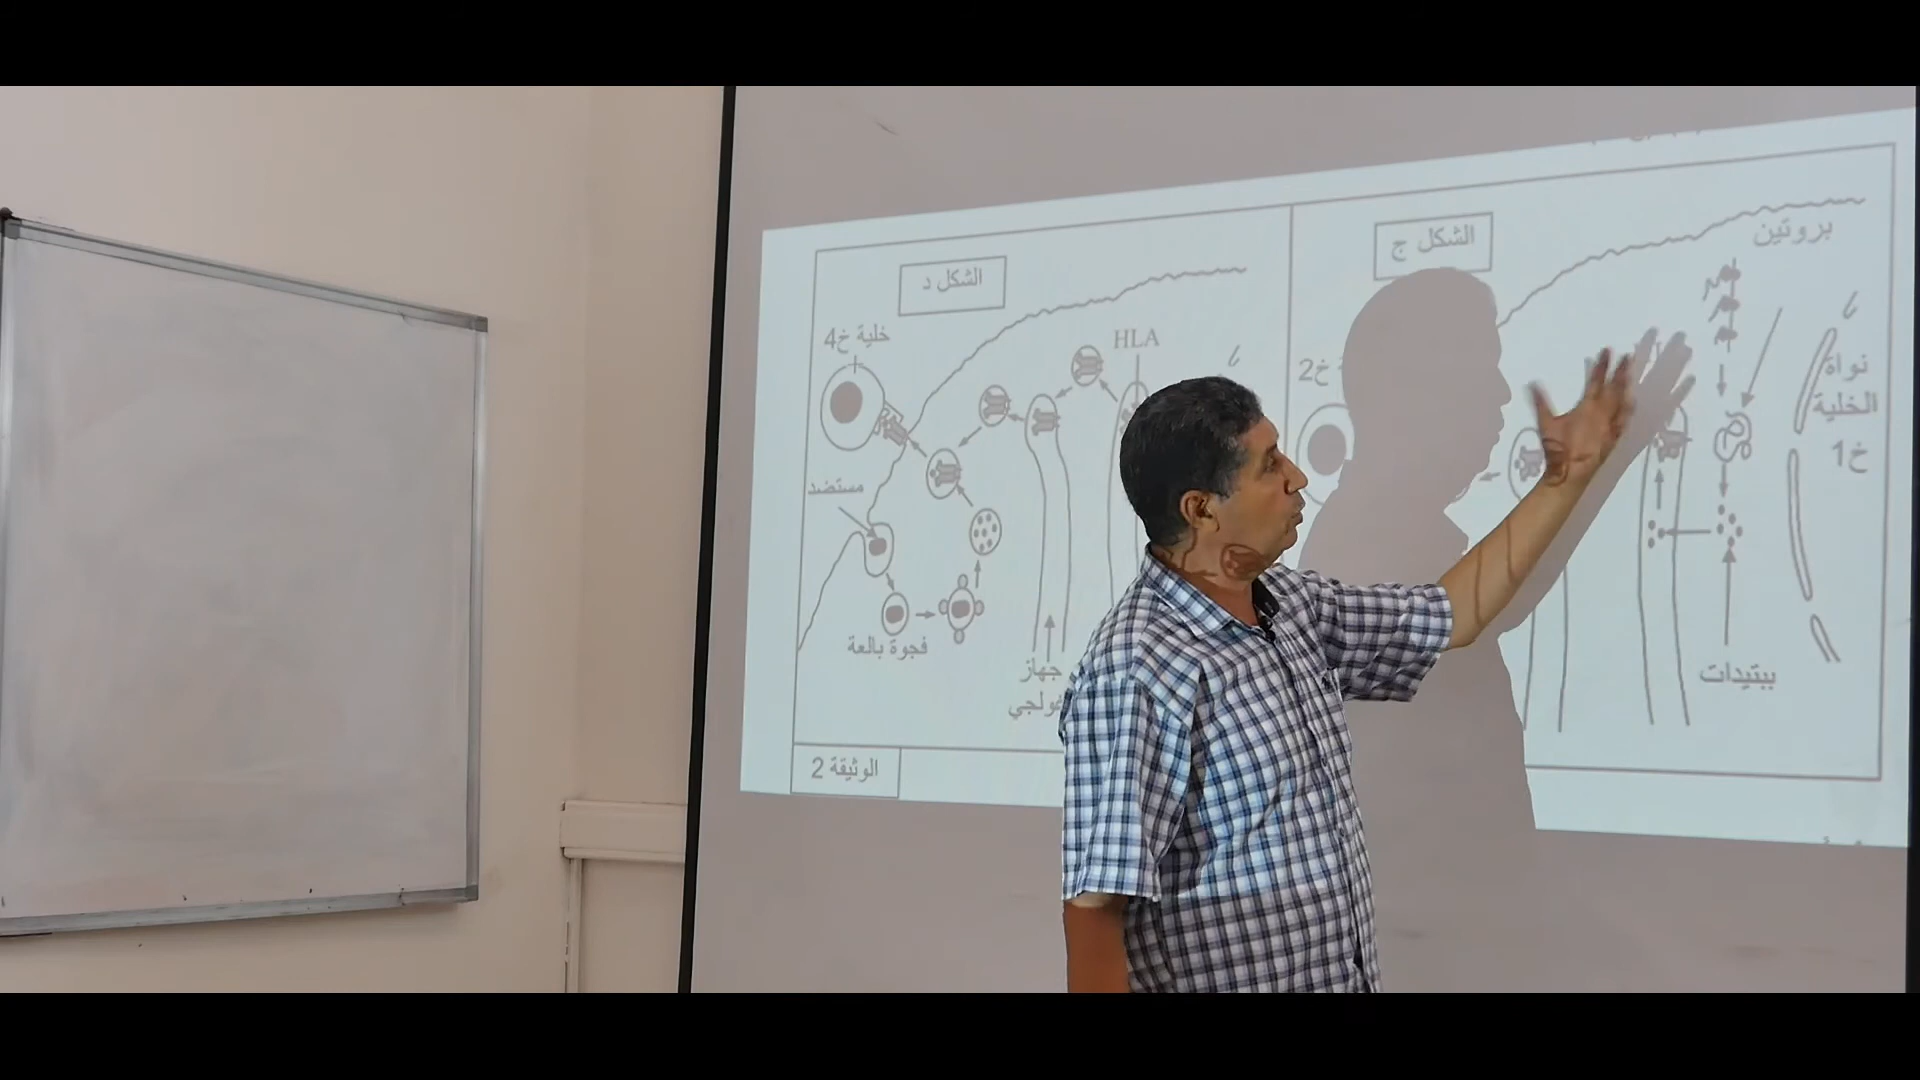 الشكل ج
بروتين
نواة
الخلية
خ1
خ2
ببتيدات
الشكل د
خلية خ4
HLA
مستضد
فجوة بالعة
جهاز
غولجي
الوثيقة 2